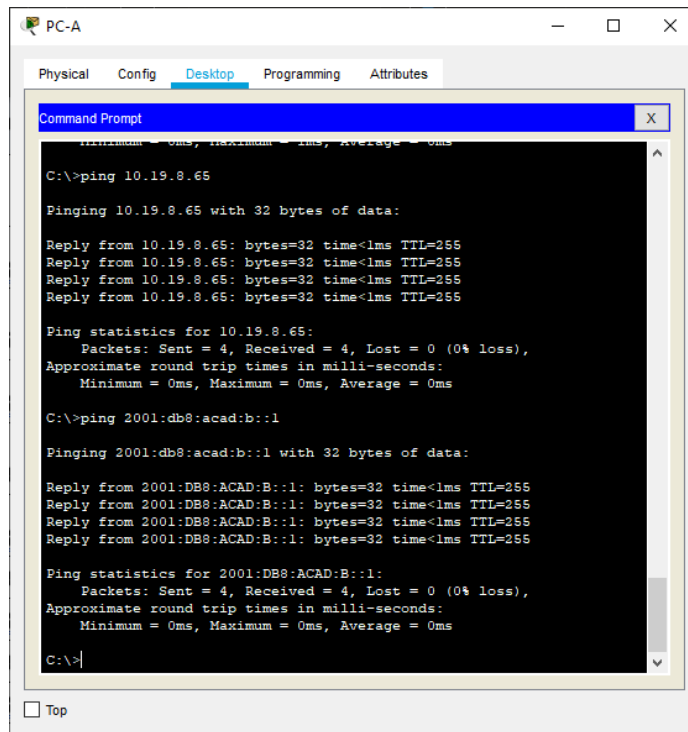 PC-A
Physical Config Desktop Programming Attributes
Command Prompt
X
Minimum = 0ms, Maximum = 1ms, Average = 0ms
C:\>ping 10.19.8.65
Pinging 10.19.8.65 with 32 bytes of data:
Reply from 10.19.8.65: bytes=32 time<1ms TTL=255
Reply from 10.19.8.65: bytes=32 time<1ms TTL=255
Reply from 10.19.8.65: bytes=32 time<1ms TTL=255
Reply from 10.19.8.65: bytes=32 time<1ms TTL=255
Ping statistics for 10.19.8.65:
Packets: Sent = 4, Received = 4, Lost = 0 (0% loss),
Approximate round trip times in milli-seconds:
Minimum = 0ms, Maximum = 0ms, Average = 0ms
C:\>ping 2001:db8:acad:b::1
Pinging 2001:db8:acad:b::1 with 32 bytes of data:
Reply from 2001:DB8:ACAD:B::1: bytes=32 time<1ms TTL=255
Reply from 2001:DB8:ACAD:B::1: bytes=32 time<1ms TTL=255
Reply from 2001:DB8:ACAD:B::1: bytes=32 time<1ms TTL=255
Reply from 2001:DB8:ACAD:B::1: bytes=32 time<1ms TTL=255
Ping statistics for 2001:DB8:ACAD:B::1:
Packets: Sent = 4, Received = 4, Lost = 0 (0% loss),
Approximate round trip times in milli-seconds:
Minimum = 0ms, Maximum = 0ms, Average = 0ms
C:\>
Top